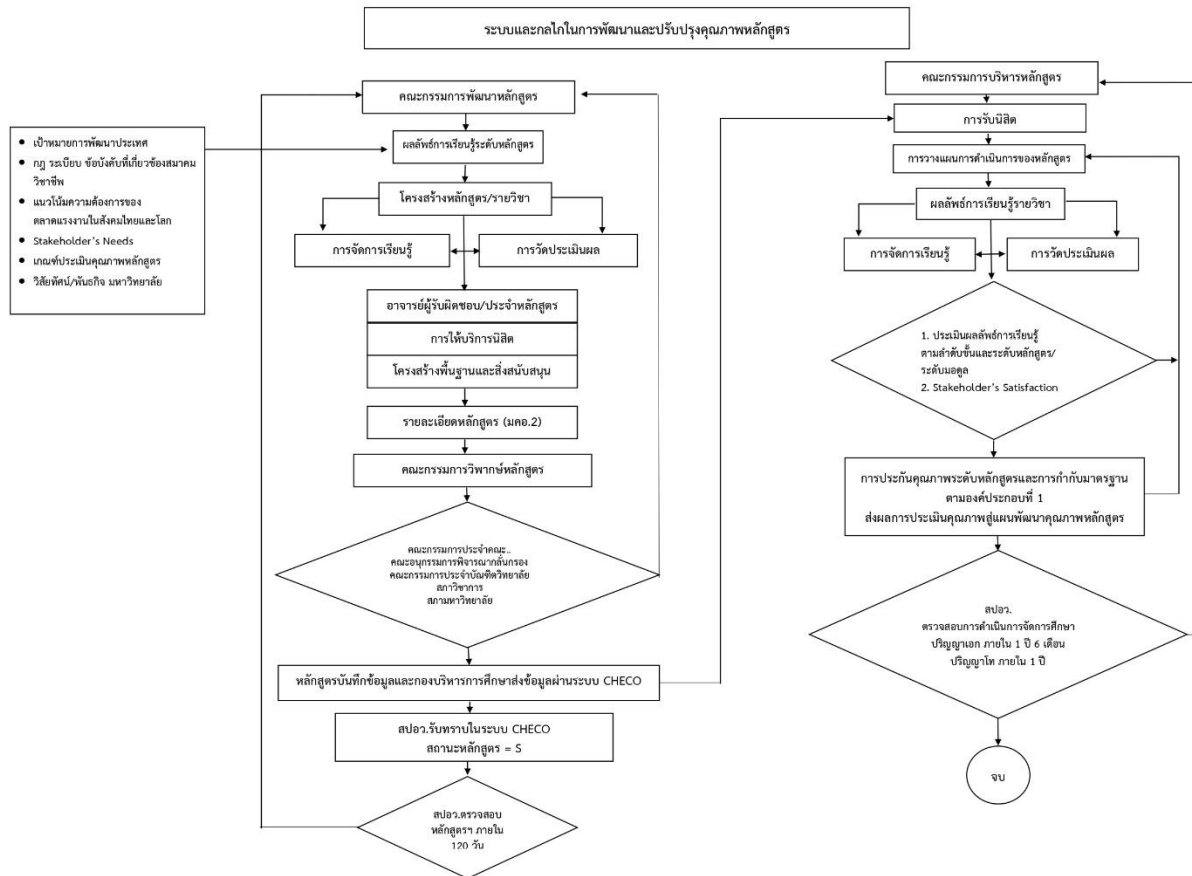 ระบบและกลไกในการพัฒนาและปรับปรุงคุณภาพหลักสูตร
คณะกรรมการพัฒนาหลักสูตร
• เป้าหมายการพัฒนาประเทศ
• กฎ ระเบียบ ข้อบังคับที่เกี่ยวข้องสมาคม
วิชาชีพ
• แนวโน้มความต้องการของ
ตลาดแรงงานในสังคมไทยและโลก
• Stakeholder's Needs
• เกณฑ์ประเมินคุณภาพหลักสูตร
• วิสัยทัศน์/พันธกิจ มหาวิทยาลัย
ผลลัพธ์การเรียนรู้ระดับหลักสูตร
โครงสร้างหลักสูตร/รายวิชา
การจัดการเรียนรู้
การวัดประเมินผล
อาจารย์ผู้รับผิดชอบ/ประจำหลักสูตร
การให้บริการนิสิต
โครงสร้างพื้นฐานและสิ่งสนับสนุน
รายละเอียดหลักสูตร (มคอ.2)
คณะกรรมการวิพากษ์หลักสูตร
คณะกรรมการประจำคณะ..
คณะอนุกรรมการพิจารณากลั่นกรอง
คณะกรรมการประจำบัณฑิตวิทยาลัย
สภาวิชาการ
สภามหาวิทยาลัย
หลักสูตรบันทึกข้อมูลและกองบริหารการศึกษาส่งข้อมูลผ่านระบบ CHECO
สปอว.รับทราบในระบบ CHECO
สถานะหลักสูตร = S
สปอว.ตรวจสอบ
หลักสูตรฯ ภายใน
120 วัน
คณะกรรมการบริหารหลักสูตร
การรับนิสิต
การวางแผนการดำเนินการของหลักสูตร
ผลลัพธ์การเรียนรู้รายวิชา
การจัดการเรียนรู้
การวัดประเมินผล
1. ประเมินผลลัพธ์การเรียนรู้
ตามลำดับขั้นและระดับหลักสูตร/
ระดับมอดูล
2. Stakeholder's Satisfaction
การประกันคุณภาพระดับหลักสูตรและการกำกับมาตรฐาน
ตามองค์ประกอบที่ 1
ส่งผลการประเมินคุณภาพสู่แผนพัฒนาคุณภาพหลักสูตร
สปอว.
ตรวจสอบการดำเนินการจัดการศึกษา
ปริญญาเอก ภายใน 1 ปี 6 เดือน
ปริญญาโท ภายใน 1 ปี
จบ